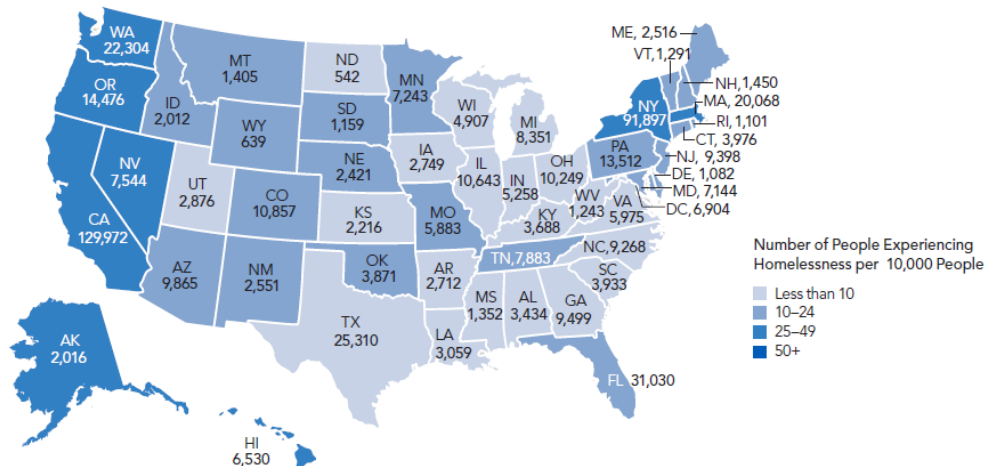 WA
22,304
OR
14,476
CA
129,972
NV
7,544
ID
2,012
MT
1,405
WY
639
UT
2,876
AZ
9,865
CO
10,857
NM
2,551
ND
542
SD
1,159
NE
2,421
KS
2,216
OK
3,871
TX
25,310
MN
7,243
IA
2,749
MO
5,883
AR
2,712
LA
3,059
WI
4,907
IL
10,643
MI
8,351
IN
5,258
OH
10,249
KY
3,688
TN,7,883
MS
1,352
AL
3,434
GA
9,499
FL 31,030
SC
3,933
NC,9,268
VA
5,975
WV
1,243
PA
13,512
NY
91,897
ME, 2,516
VT,1,291
NH,1,450
MA, 20,068
RI, 1,101
CT, 3,976
NJ, 9,398
DE, 1,082
MD, 7,144
DC, 6,904
AK
2,016
HI
6,530
Number of People Experiencing
Homelessness per 10,000 People
Less than 10
10–24
25–49
50+